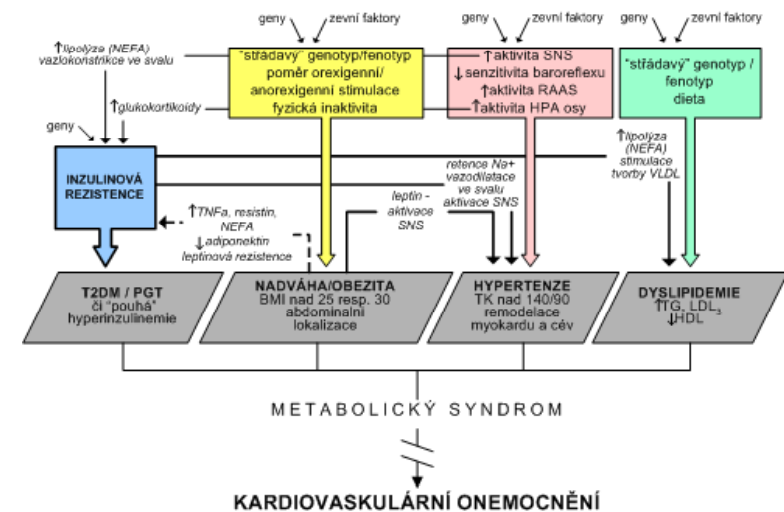 geny
zevní faktory
geny
zevní faktory
geny
zevní faktory
↑lipolýza (NEFA)
vazlokonstrikce ve svalu
↑glukokortikoidy
geny
"střádavý" genotyp/fenotyp
poměr orexigenní/
anorexigenní stimulace
fyzická inaktivita
↑aktivita SNS
↓senzitivita baroreflexu
↑aktivita RAAS
↑aktivita HPA osy
"střádavý" genotyp /
fenotyp
dieta
INZULINOVÁ
REZISTENCE
↑TNFa, resistin,
NEFA
↓adiponektin
leptinová rezistence
leptin -
aktivace
SNS
retence Na+
vazodilatace
ve svalu
aktivace SNS
↑lipolýza
(NEFA)
stimulace
tvorby VLDL
T2DM / PGT
či "pouhá"
hyperinzulinemie
NADVÁHA/OBEZITA
BMI nad 25 resp. 30
abdominalní
lokalizace
HYPERTENZE
TK nad 140/90
remodelace
myokardu a cév
DYSLIPIDEMIE
↑TG, LDL3
↓HDL
METABOLICKÝ SYNDROM
KARDIOVASKULÁRNÍ ONEMOCNĚNÍ